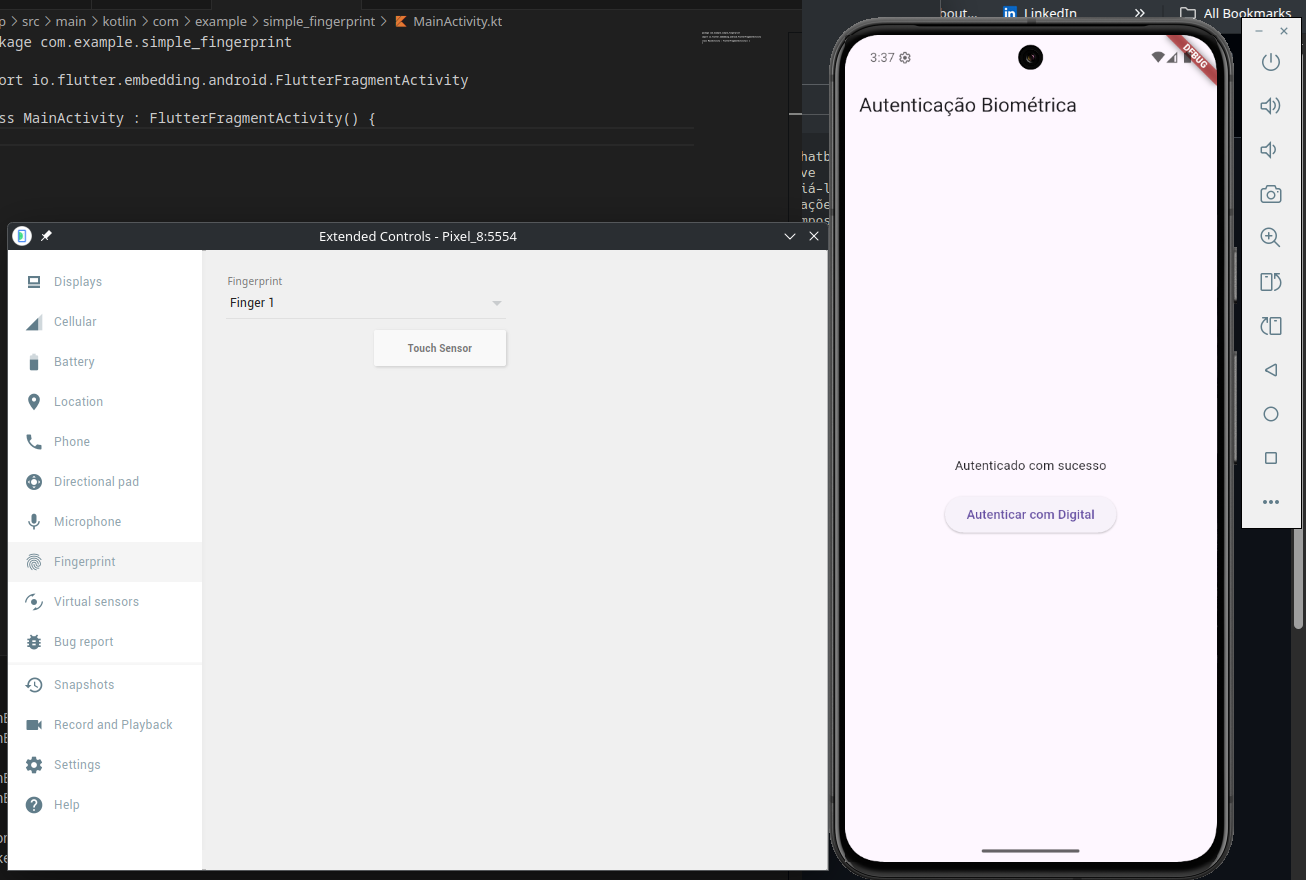 src > main > kotlin > com > example > simple_fingerprint > MainActivity.kt
kage com.example.simple_fingerprint
ort io.flutter.embedding.android.FlutterFragmentActivity
ss MainActivity : FlutterFragmentActivity() {
bout...
LinkedIn
All Bookmarks
hatb
ve
iá-l
ações
mpos
Extended Controls - Pixel_8:5554
Displays
Cellular
Battery
Location
Phone
Directional pad
Microphone
Fingerprint
Virtual sensors
Bug report
Snapshots
Record and Playback
Settings
Help
Fingerprint
Finger 1
Touch Sensor
3:37
DEBUG
Autenticação Biométrica
Autenticado com sucesso
Autenticar com Digital